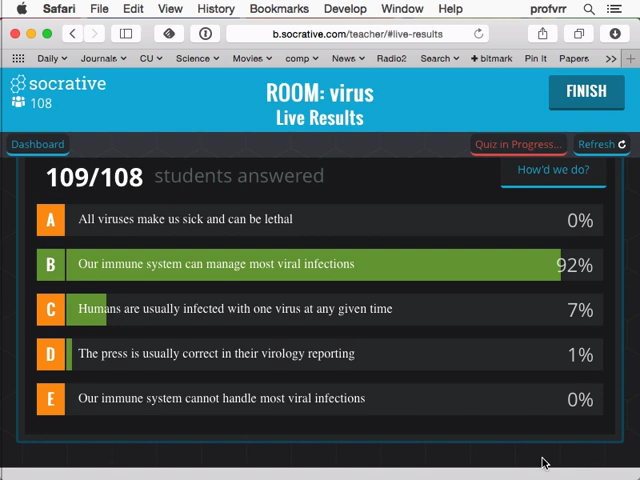 Safari File Edit View History Bookmarks Develop Window Help profvrr
b.socrative.com/teacher/#live-results
Daily Journals CU Science Movies comp News Radio2 Search + bitmark Pin It Papers >> +
socrative
108
ROOM: virus
Live Results
FINISH
Dashboard
Quiz in Progress...
Refresh
109/108 students answered
How'd we do?
A All viruses make us sick and can be lethal 0%
B Our immune system can manage most viral infections 92%
C Humans are usually infected with one virus at any given time 7%
D The press is usually correct in their virology reporting 1%
E Our immune system cannot handle most viral infections 0%